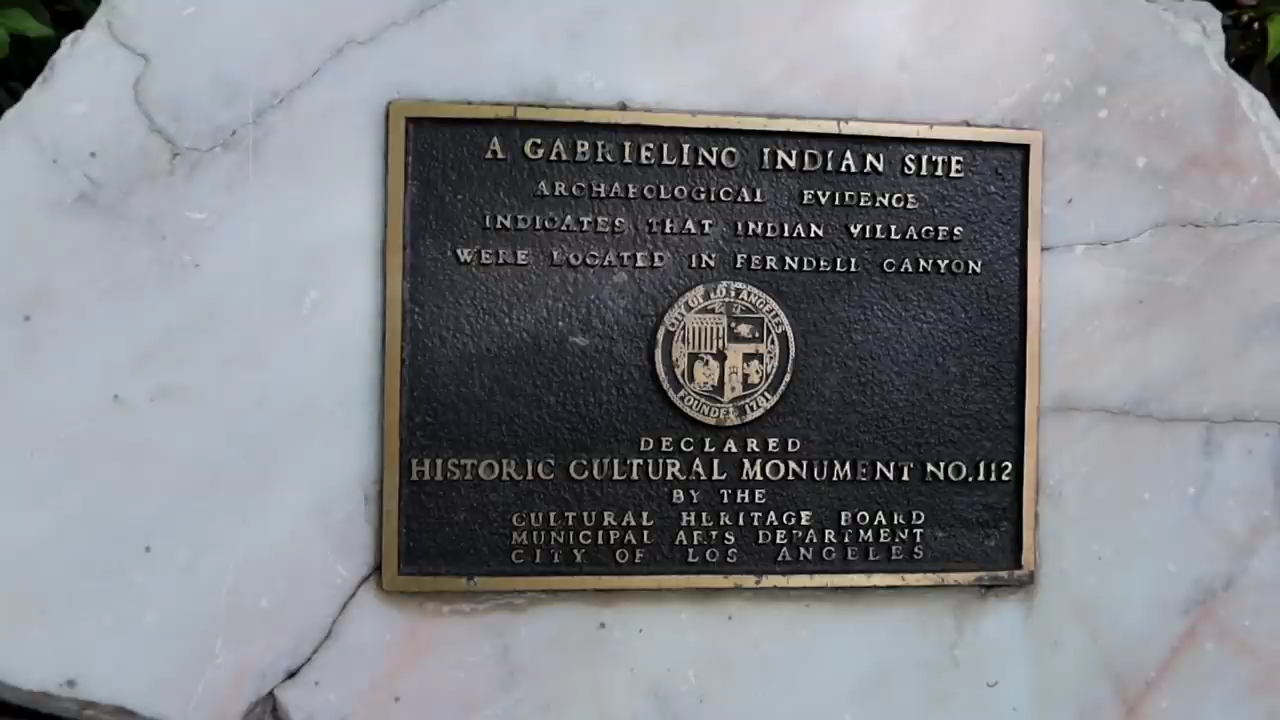 A GABRIELINO INDIAN SITE
ARCHAEOLOGICAL EVIDENCE
INDICATES THAT INDIAN VILLAGES
WERE LOCATED IN FERNDELL CANYON
CITY OF LOS ANGELES
FOUNDED 1781
DECLARED
HISTORIC CULTURAL MONUMENT NO.112
BY THE
CULTURAL HERITAGE BOARD
MUNICIPAL ARTS DEPARTMENT
CITY OF LOS ANGELES